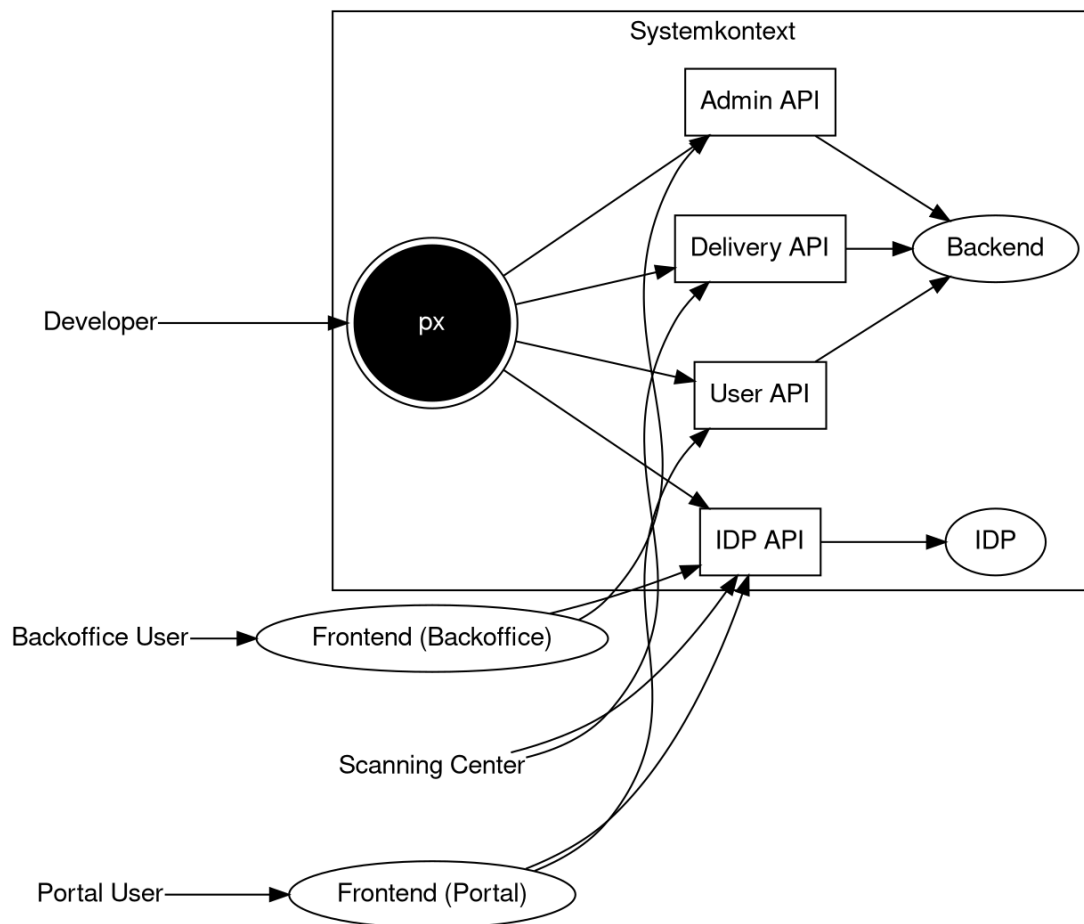 Systemkontext
Admin API
Delivery API
Backend
Developer
px
User API
IDP API
IDP
Backoffice User
Frontend (Backoffice)
Scanning Center
Portal User
Frontend (Portal)